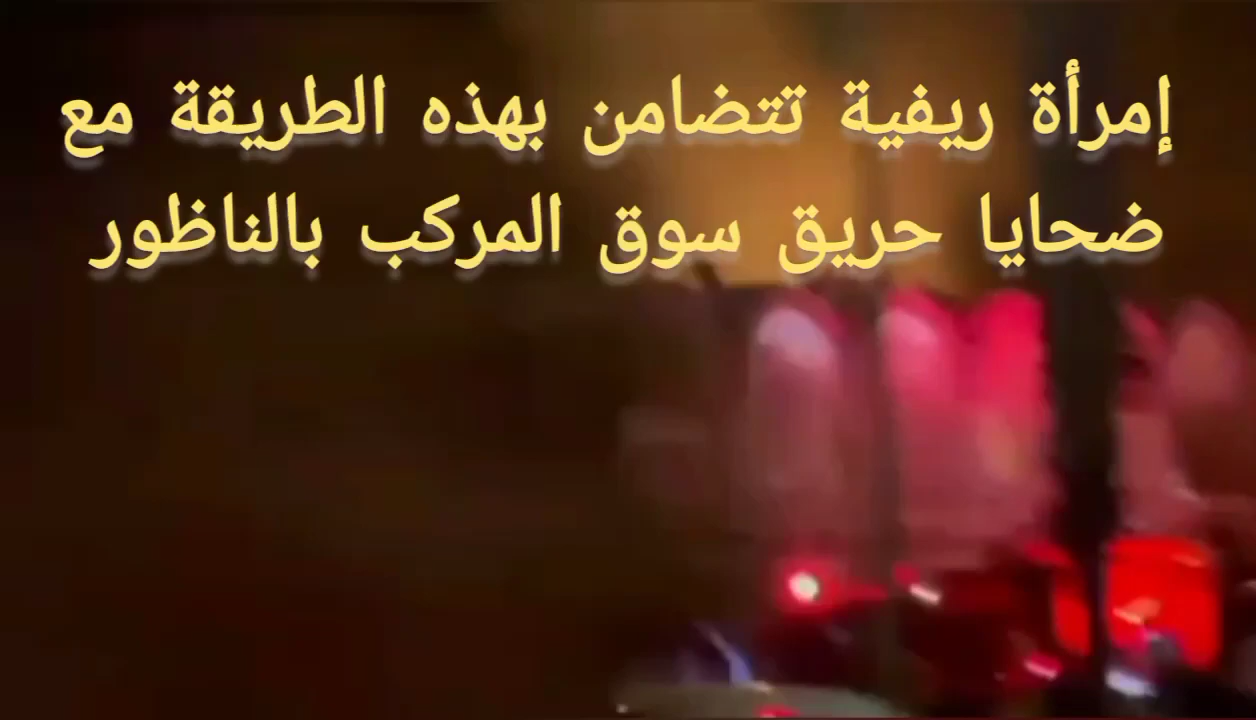 إمرأة ريفية تتضامن بهذه الطريقة مع
ضحايا حريق سوق المركب بالناظور